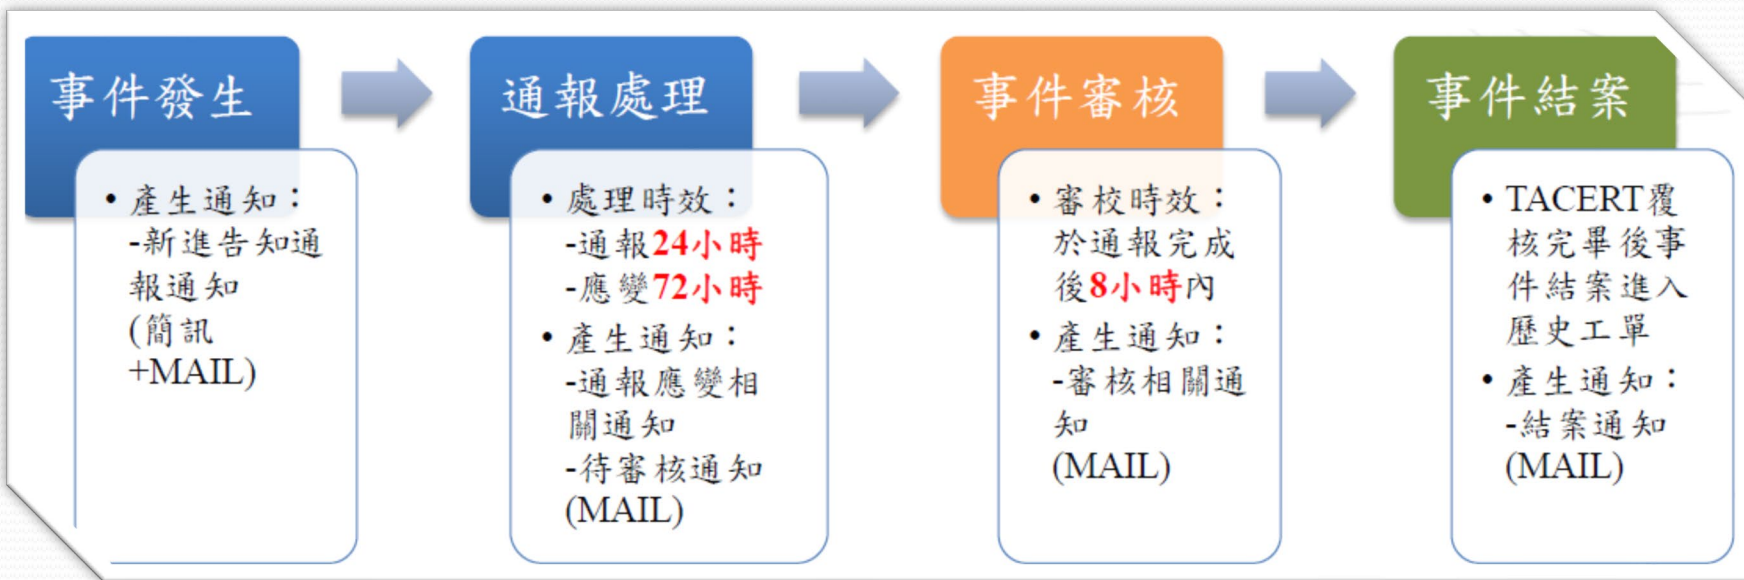 事件發生
• 產生通知：
-新進告知通
報通知
(簡訊
+MAIL)
通報處理
• 處理時效：
-通報24小時
-應變72小時
• 產生通知：
-通報應變相
關通知
-待審核通知
(MAIL)
事件審核
• 審校時效：
於通報完成
後8小時內
• 產生通知：
-審核相關通
知
(MAIL)
事件結案
• TACERT覆
核完畢後事
件結案進入
歷史工單
• 產生通知：
-結案通知
(MAIL)